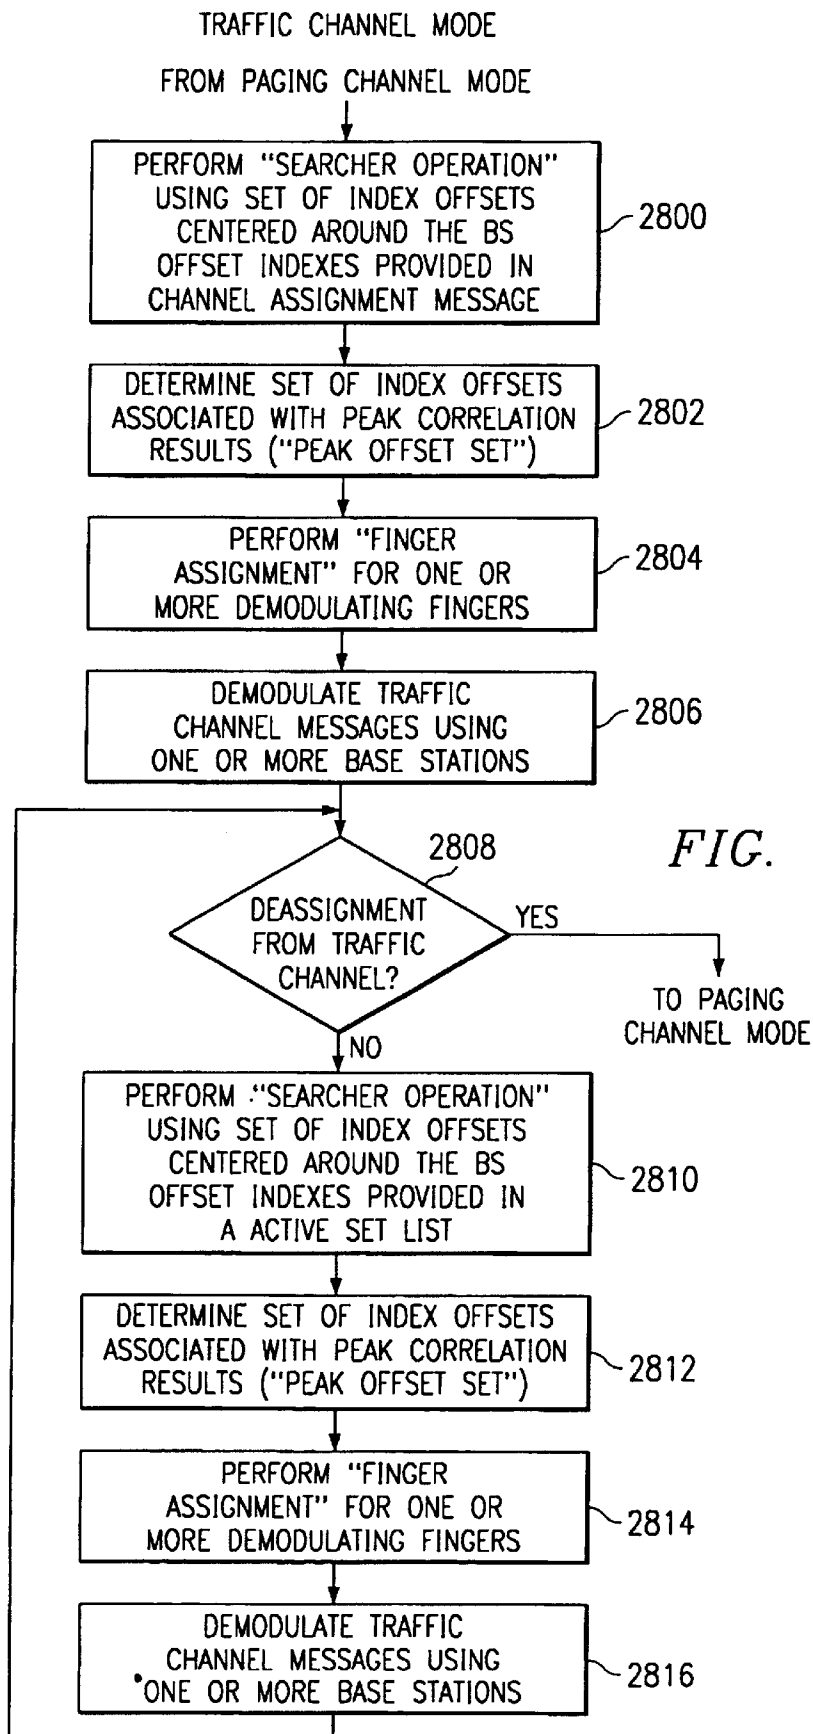 TRAFFIC CHANNEL MODE
FROM PAGING CHANNEL MODE
PERFORM "SEARCHER OPERATION"
USING SET OF INDEX OFFSETS
CENTERED AROUND THE BS
OFFSET INDEXES PROVIDED IN
CHANNEL ASSIGNMENT MESSAGE
2800
DETERMINE SET OF INDEX OFFSETS
ASSOCIATED WITH PEAK CORRELATION
RESULTS ("PEAK OFFSET SET")
2802
PERFORM "FINGER
ASSIGNMENT" FOR ONE OR
MORE DEMODULATING FINGERS
2804
DEMODULATE TRAFFIC
CHANNEL MESSAGES USING
ONE OR MORE BASE STATIONS
2806
2808
FIG.
DEASSIGNMENT
FROM TRAFFIC
CHANNEL?
YES
TO PAGING
CHANNEL MODE
NO
PERFORM "SEARCHER OPERATION"
USING SET OF INDEX OFFSETS
CENTERED AROUND THE BS
OFFSET INDEXES PROVIDED IN
A ACTIVE SET LIST
2810
DETERMINE SET OF INDEX OFFSETS
ASSOCIATED WITH PEAK CORRELATION
RESULTS ("PEAK OFFSET SET")
2812
PERFORM "FINGER
ASSIGNMENT" FOR ONE OR
MORE DEMODULATING FINGERS
2814
DEMODULATE TRAFFIC
CHANNEL MESSAGES USING
ONE OR MORE BASE STATIONS
2816